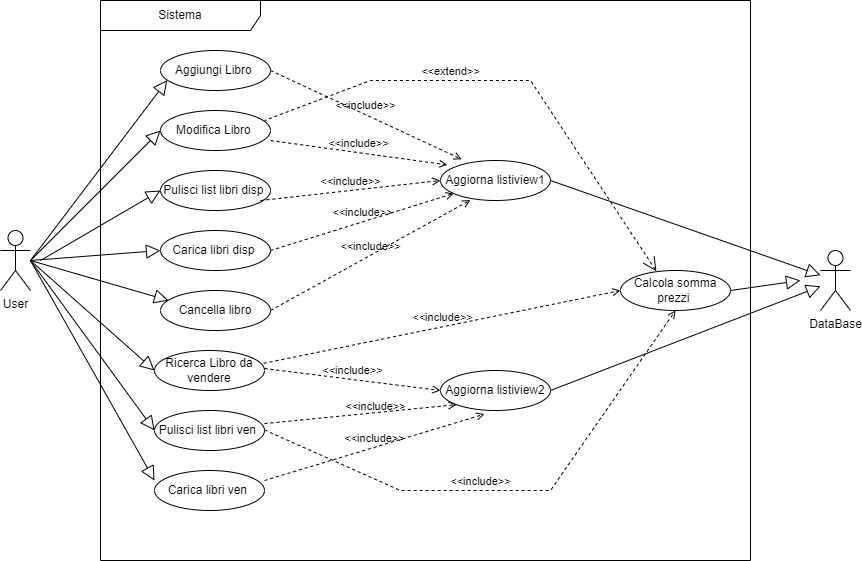 Sistema
Aggiungi Libro
<<extend>>
<<include>>
Modifica Libro
<<include>>
Pulisci list libri disp
<<include>>
Aggiorna listiview1
<<include>>
Carica libri disp
<<include>>
User
Cancella libro
Calcola somma
prezzi
<<include>>
DataBase
Ricerca Libro da
vendere
<<include>>
Aggiorna listiview2
<<include>>
Pulisci list libri ven
<<include>>
Carica libri ven
<<include>>